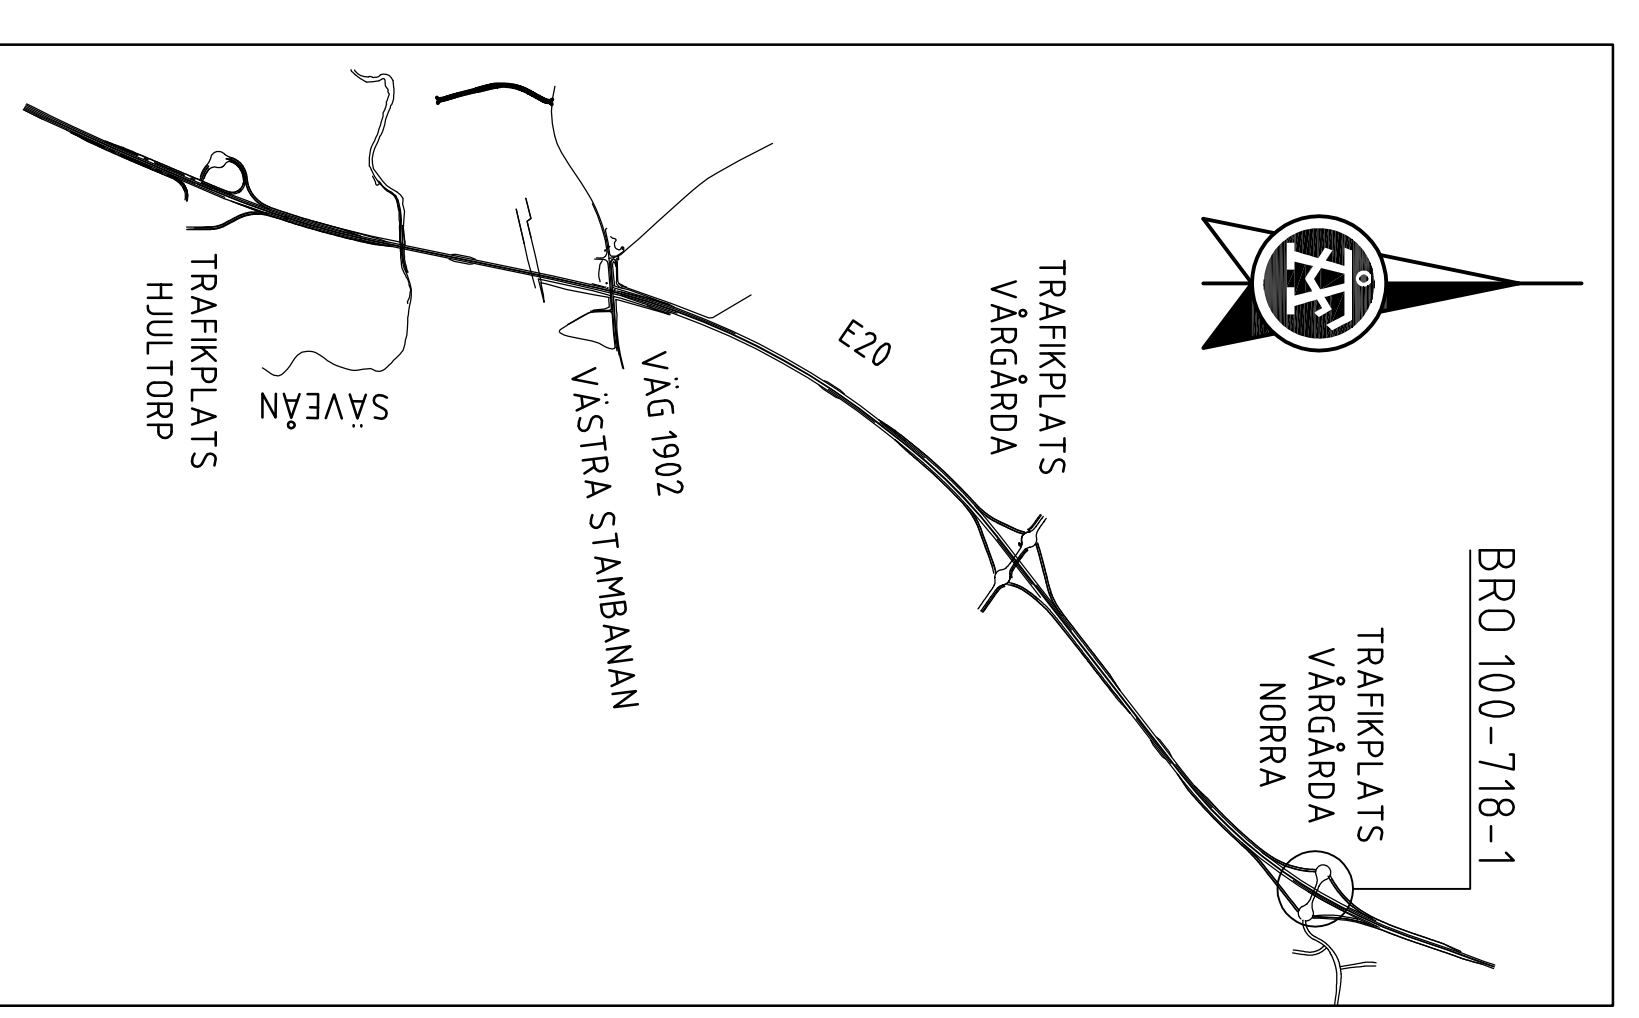 BRO 100-718-1
TRAFIKPLATS
VÅRGÅRDA
NORRA
TRAFIKPLATS
VÅRGÅRDA
E20
VÄG 1902
VÄSTRA STAMBANAN
SÄVEÅN
TRAFIKPLATS
HJULTORP